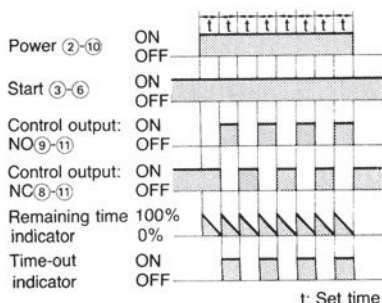 t t t t t t t
Power ②-⑩ ON
OFF
Start ③-⑥ ON
OFF
Control output: ON
NO⑨-⑪ OFF
Control output: ON
NC⑧-⑪ OFF
Remaining time 100%
indicator 0%
Time-out ON
indicator OFF
t: Set time